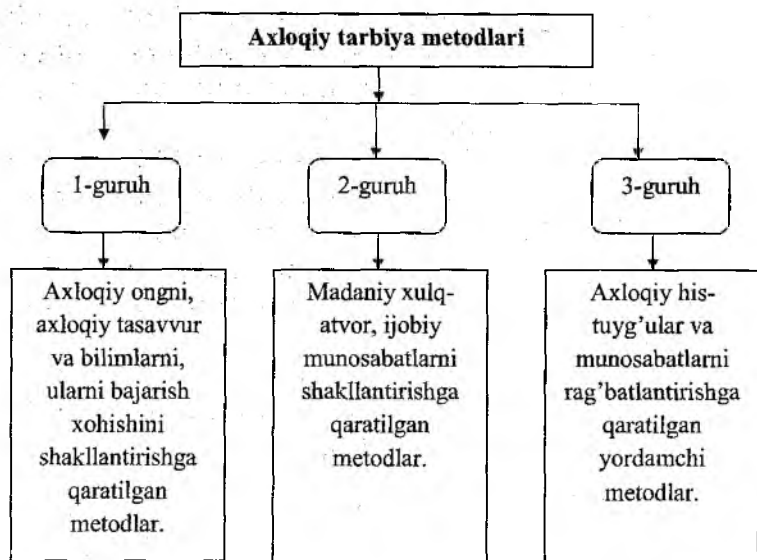 Axloqiy tarbiya metodlari
1-guruh
2-guruh
3-guruh
Axloqiy ongni,
axloqiy tasavvur
va bilimlarni,
ularni bajarish
xohishini
shakllantirishga
qaratilgan
metodlar.
Madaniy xulq-
atvor, ijobiy
munosabatlarni
shakllantirishga
qaratilgan
metodlar.
Axloqiy his-
tuyg'ular va
munosabatlarni
rag'batlantirishga
qaratilgan
yordamchi
metodlar.